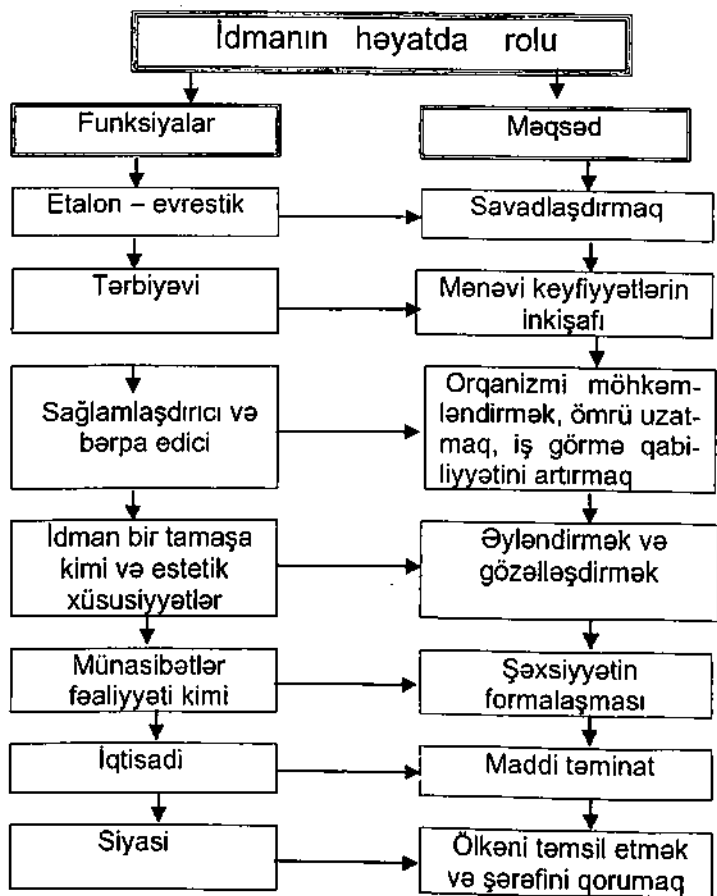 İdmanın həyatda rolu
Funksiyalar
Məqsəd
Etalon – evrestik
Savadlaşdırmaq
Tərbiyəvi
Mənəvi keyfiyyətlərin
inkişafı
Sağlamlaşdırıcı və
bərpa edici
Orqanizmi möhkəm-
ləndirmək, ömrü uzat-
maq, iş görmə qabi-
liyyətini artırmaq
İdman bir tamaşa
kimi və estetik
xüsusiyyətlər
Əyləndirmək və
gözəlləşdirmək
Münasibətlər
fəaliyyəti kimi
Şəxsiyyətin
formalaşması
İqtisadi
Maddi təminat
Siyasi
Ölkəni təmsil etmək
və şərəfini qorumaq